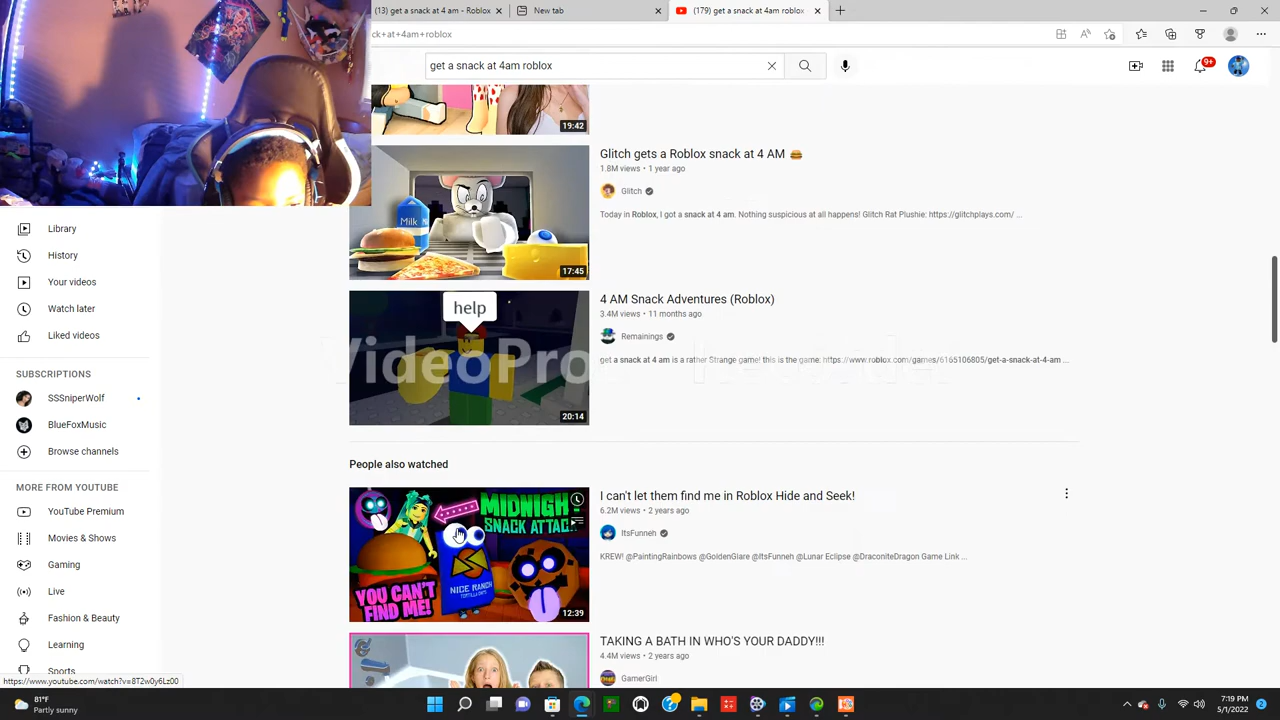 (13) get a snack at 4 am - Roblox
New tab
(179) get a snack at 4am roblox
ck+at+4am+roblox
get a snack at 4am roblox
9+
19:42
Glitch gets a Roblox snack at 4 AM 🍔
1.8M views • 1 year ago
Glitch
Today in Roblox, I got a snack at 4 am. Nothing suspicious at all happens! Glitch Rat Plushie: https://glitchplays.com/ ...
Milk
17:45
4 AM Snack Adventures (Roblox)
3.4M views • 11 months ago
Remainings
get a snack at 4 am is a rather Strange game! this is the game: https://www.roblox.com/games/6165106805/get-a-snack-at-4-am ...
help
20:14
Library
History
Your videos
Watch later
Liked videos
SUBSCRIPTIONS
SSSniperWolf
BlueFoxMusic
Browse channels
MORE FROM YOUTUBE
YouTube Premium
Movies & Shows
Gaming
Live
Fashion & Beauty
Learning
Sports
People also watched
I can't let them find me in Roblox Hide and Seek!
6.2M views • 2 years ago
ItsFunneh
KREW! @PaintingRainbows @GoldenGlare @ItsFunneh @Lunar Eclipse @DraconiteDragon Game Link ...
MIDNIGH
SNACK ATTAC
YOU CAN'T
FIND ME!
NICE RANCH
TORTILLA CHIPS
12:39
TAKING A BATH IN WHO'S YOUR DADDY!!!
4.4M views • 2 years ago
GamerGirl
https://www.youtube.com/watch?v=8T2w0y6Lz00
81°F
Partly sunny
7:19 PM
5/1/2022
2